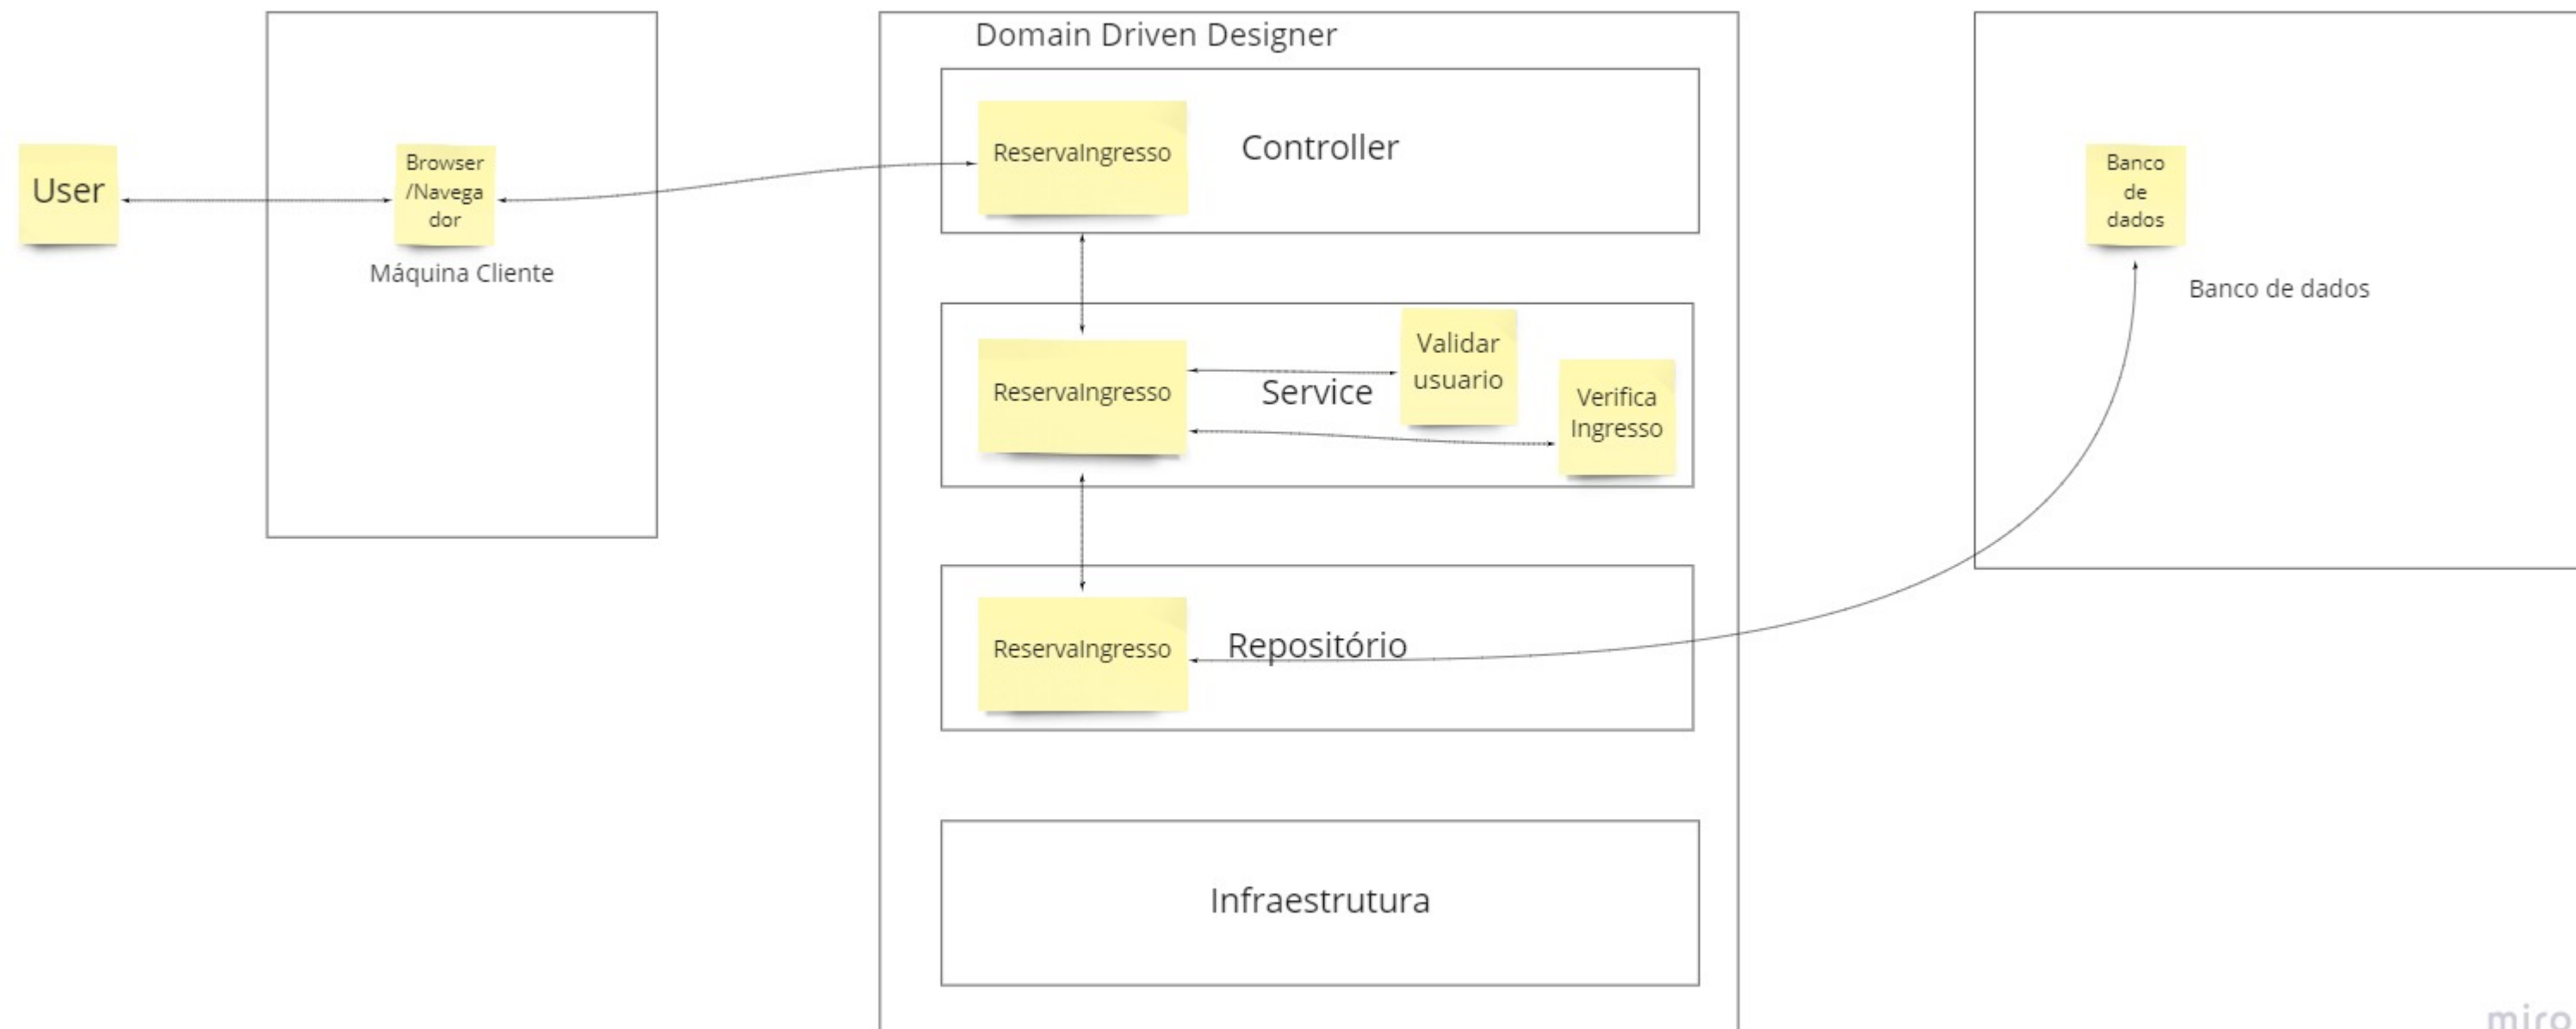 Domain Driven Designer
User
Browser
/Navega
dor
Máquina Cliente
ReservaIngresso
Controller
ReservaIngresso
Service
Validar
usuario
Verifica
Ingresso
ReservaIngresso
Repositório
Infraestrutura
Banco
de
dados
Banco de dados
miro